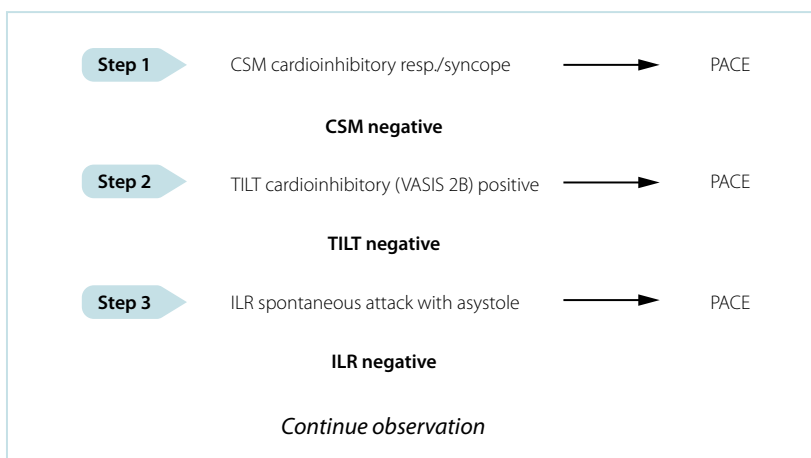 Step 1 CSM cardioinhibitory resp./syncope PACE
CSM negative
Step 2 TILT cardioinhibitory (VASIS 2B) positive PACE
TILT negative
Step 3 ILR spontaneous attack with asystole PACE
ILR negative
Continue observation